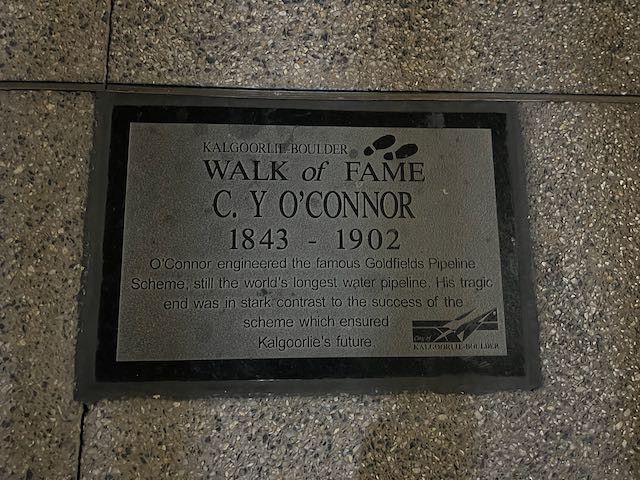 KALGOORLIE-BOULDER
WALK of FAME
C. Y O'CONNOR
1843 - 1902
O'Connor engineered the famous Goldfields Pipeline
Scheme, still the world's longest water pipeline. His tragic
end was in stark contrast to the success of the
scheme which ensured
Kalgoorlie's future.
City of
KALGOORLIE-BOULDER